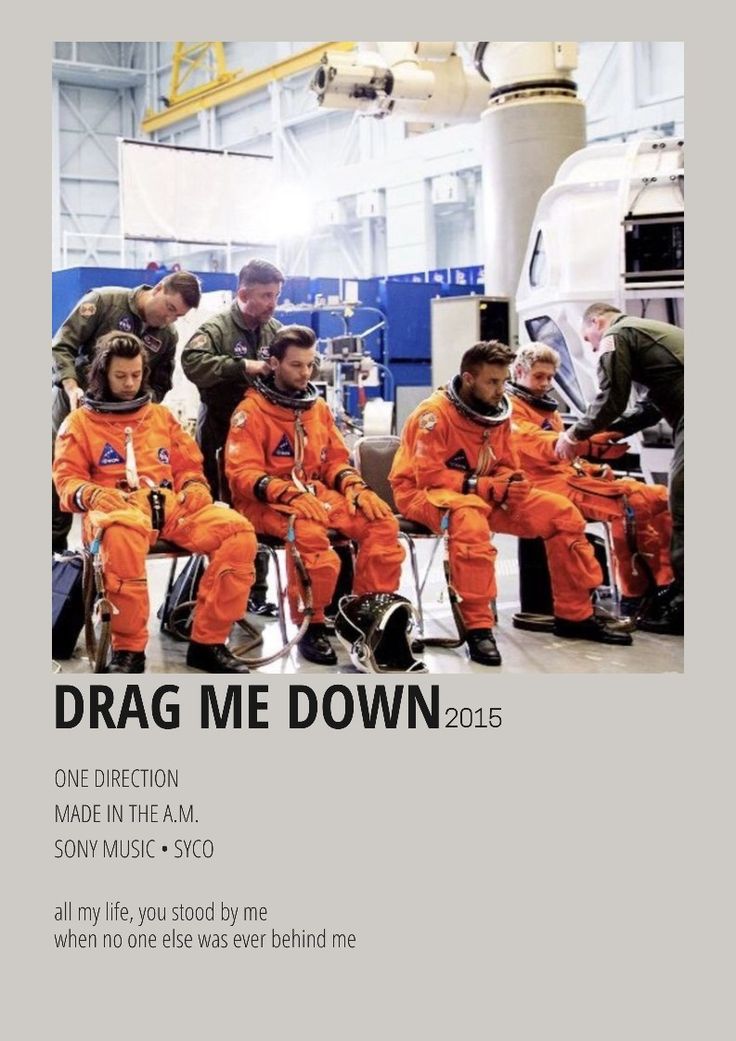 DRAG ME DOWN 2015
ONE DIRECTION
MADE IN THE A.M.
SONY MUSIC • SYCO
all my life, you stood by me
when no one else was ever behind me